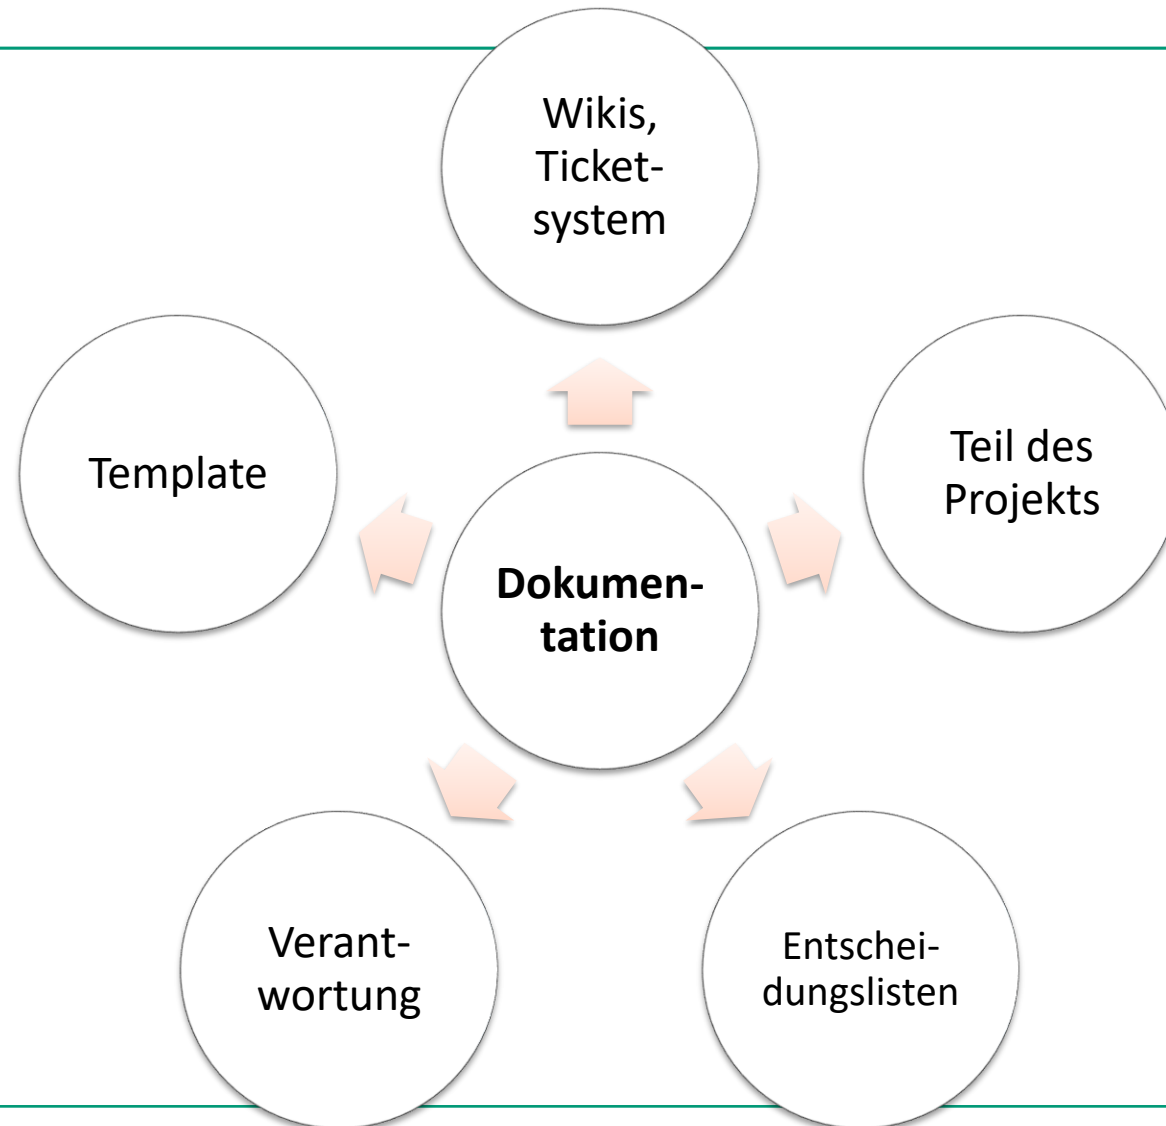 Wikis,
Ticket-
system
Template
Teil des
Projekts
Dokumen-
tation
Verant-
wortung
Entschei-
dungslisten